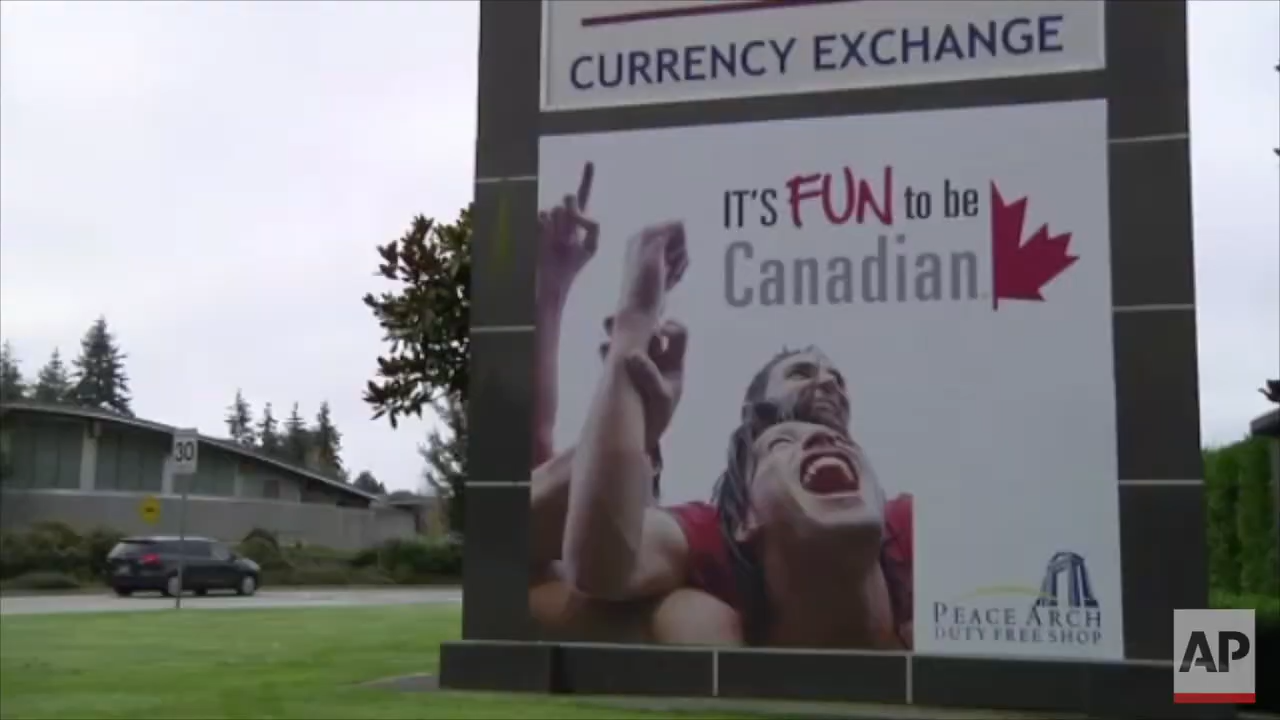 CURRENCY EXCHANGE
IT'S FUN to be
Canadian
30
PEACE ARCH
DUTY FREE SHOP
AP